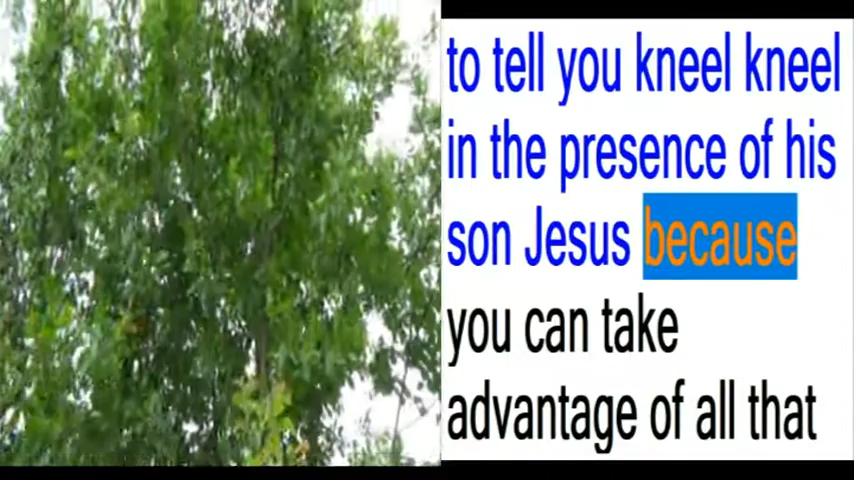 to tell you kneel kneel
in the presence of his
son Jesus because
you can take
advantage of all that